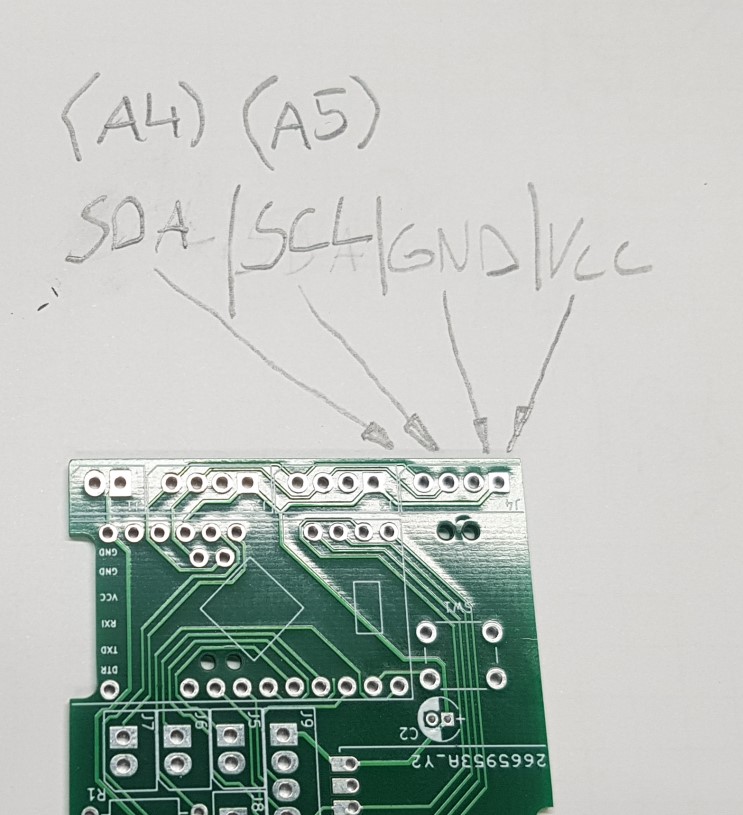 (A4) (A5)
SDA | SCL | GND | VCC
J4
GND
GND
VCC
RXI
TXD
DTR
SW1
J7
J6
J5
J9
C2
+
2665953A_Y2
R1
J8